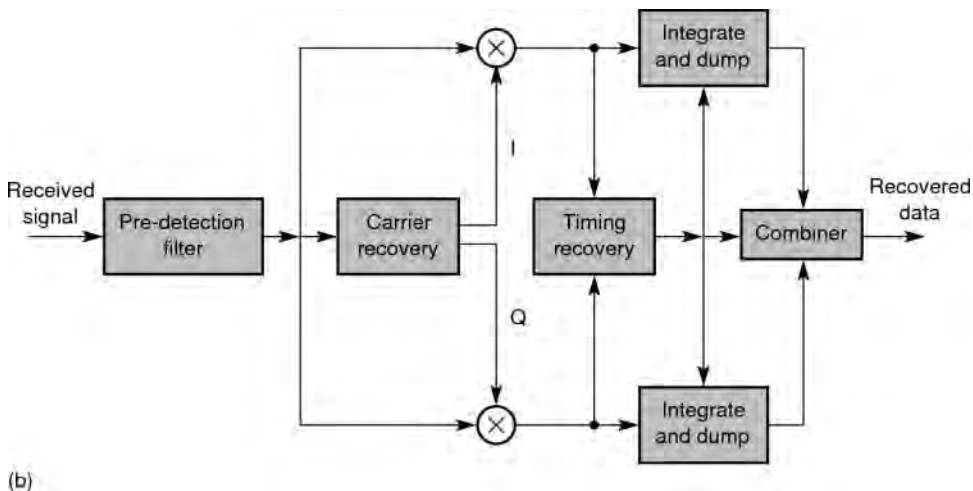 Integrate
and dump
I
Received
signal
Pre-detection
filter
Carrier
recovery
Timing
recovery
Combiner
Recovered
data
Q
Integrate
and dump
(b)